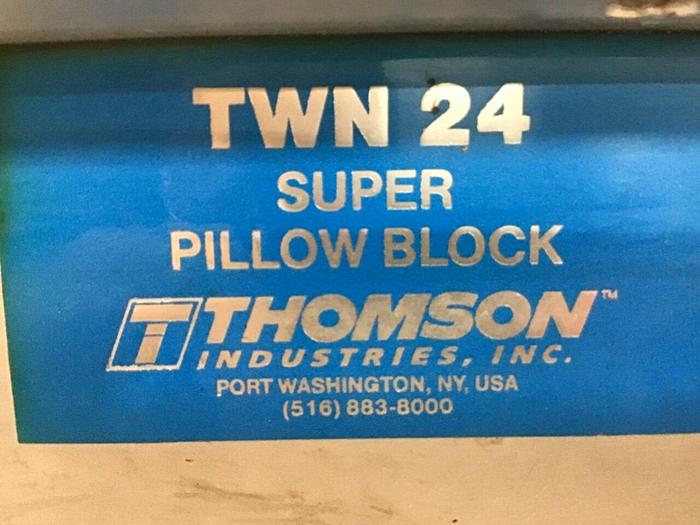 TWN 24
SUPER
PILLOW BLOCK
T THOMSON™
INDUSTRIES, INC.
PORT WASHINGTON, NY, USA
(516) 883-8000